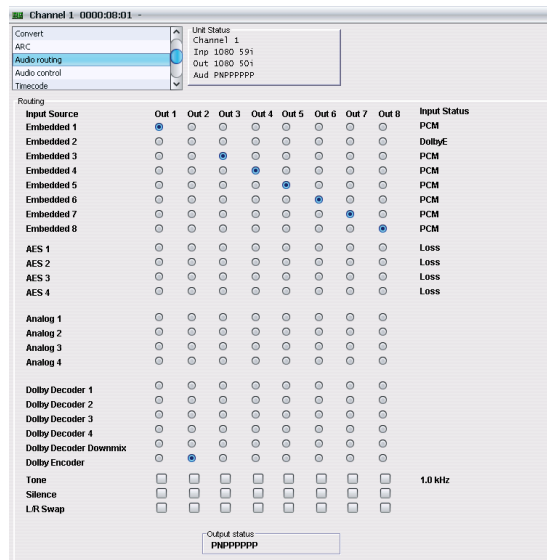 Channel 1 0000:08:01 -
Convert
ARC
Audio routing
Audio control
Timecode
Unit Status
Channel 1
Inp 1080 59i
Out 1080 50i
Aud PNPPPPPP
Routing
Input Source Out 1 Out 2 Out 3 Out 4 Out 5 Out 6 Out 7 Out 8 Input Status
Embedded 1 PCM
Embedded 2 DolbyE
Embedded 3 PCM
Embedded 4 PCM
Embedded 5 PCM
Embedded 6 PCM
Embedded 7 PCM
Embedded 8 PCM
AES 1 Loss
AES 2 Loss
AES 3 Loss
AES 4 Loss
Analog 1
Analog 2
Analog 3
Analog 4
Dolby Decoder 1
Dolby Decoder 2
Dolby Decoder 3
Dolby Decoder 4
Dolby Decoder Downmix
Dolby Encoder
Tone 1.0 kHz
Silence
L/R Swap
Output status
PNPPPPPP